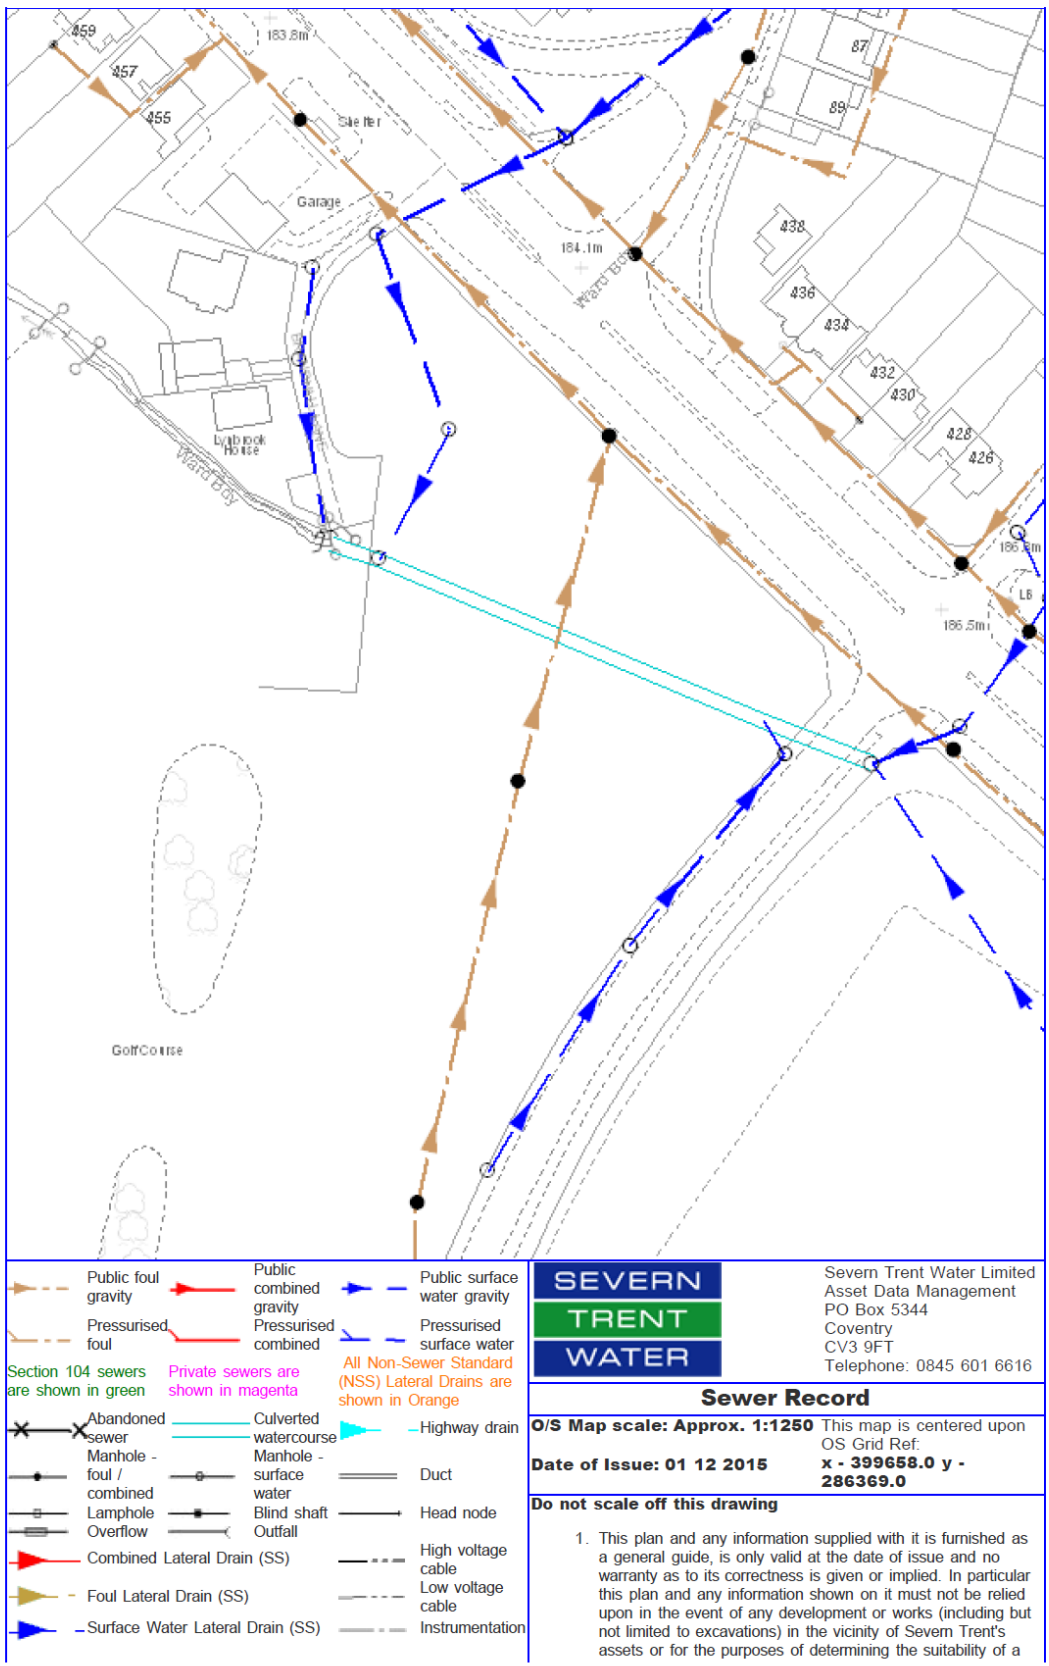 459
183.8m
457
455
Shelter
87
89
Garage
438
184.1m
Ward Bdy
436
434
432
430
428
426
Lynbrook
House
Ward Bdy
186.8m
LB
186.5m
Golf Course
Public foul
gravity
Public
combined
gravity
Public surface
water gravity
Pressurised
foul
Pressurised
combined
Pressurised
surface water
Section 104 sewers
are shown in green
Private sewers are
shown in magenta
All Non-Sewer Standard
(NSS) Lateral Drains are
shown in Orange
Abandoned
sewer
Culverted
watercourse
Highway drain
Manhole -
foul /
combined
Manhole -
surface
water
Duct
Lamphole
Blind shaft
Head node
Overflow
Outfall
Combined Lateral Drain (SS)
High voltage
cable
Foul Lateral Drain (SS)
Low voltage
cable
Surface Water Lateral Drain (SS)
Instrumentation
SEVERN
TRENT
WATER
Severn Trent Water Limited
Asset Data Management
PO Box 5344
Coventry
CV3 9FT
Telephone: 0845 601 6616
Sewer Record
O/S Map scale: Approx. 1:1250
Date of Issue: 01 12 2015
This map is centered upon
OS Grid Ref:
x - 399658.0 y -
286369.0
Do not scale off this drawing
1. This plan and any information supplied with it is furnished as
a general guide, is only valid at the date of issue and no
warranty as to its correctness is given or implied. In particular
this plan and any information shown on it must not be relied
upon in the event of any development or works (including but
not limited to excavations) in the vicinity of Severn Trent's
assets or for the purposes of determining the suitability of a